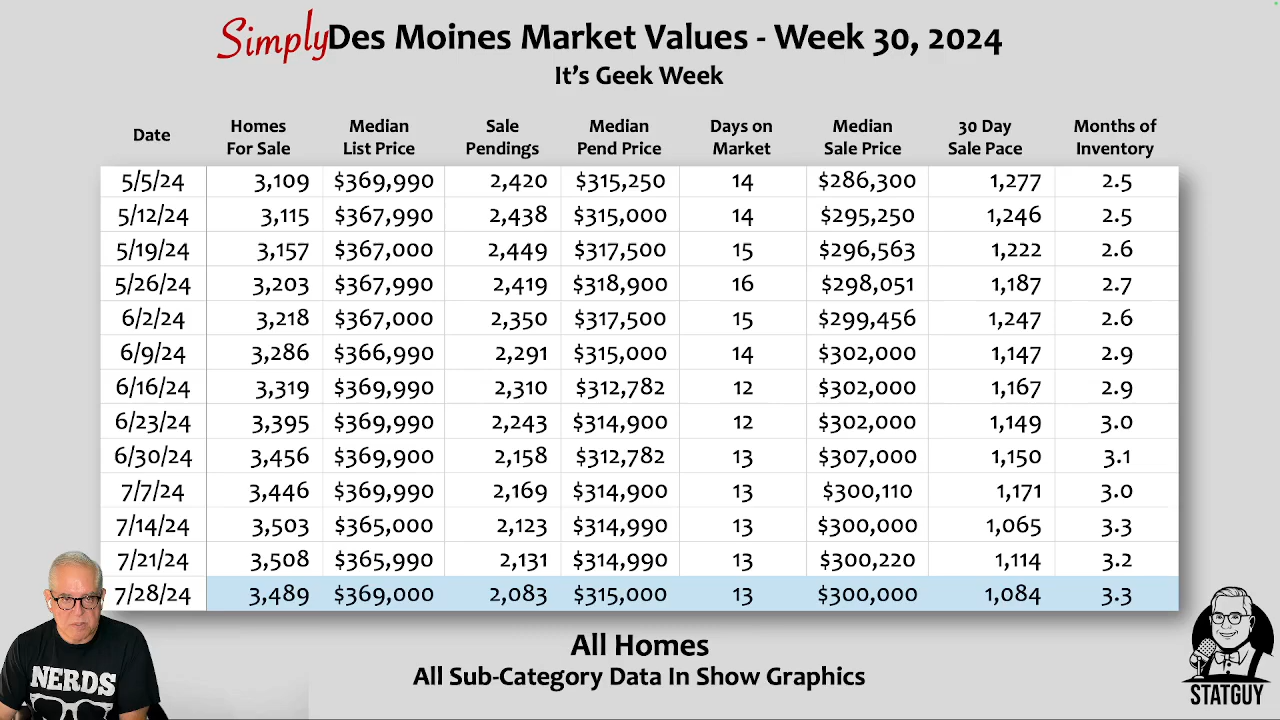 SimplyDes Moines Market Values - Week 30, 2024
It's Geek Week
Date Homes For Sale Median List Price Sale Pendings Median Pend Price Days on Market Median Sale Price 30 Day Sale Pace Months of Inventory
5/5/24 3,109 $369,990 2,420 $315,250 14 $286,300 1,277 2.5
5/12/24 3,115 $367,990 2,438 $315,000 14 $295,250 1,246 2.5
5/19/24 3,157 $367,000 2,449 $317,500 15 $296,563 1,222 2.6
5/26/24 3,203 $367,990 2,419 $318,900 16 $298,051 1,187 2.7
6/2/24 3,218 $367,000 2,350 $317,500 15 $299,456 1,247 2.6
6/9/24 3,286 $366,990 2,291 $315,000 14 $302,000 1,147 2.9
6/16/24 3,319 $369,990 2,310 $312,782 12 $302,000 1,167 2.9
6/23/24 3,395 $369,990 2,243 $314,900 12 $302,000 1,149 3.0
6/30/24 3,456 $369,900 2,158 $312,782 13 $307,000 1,150 3.1
7/7/24 3,446 $369,990 2,169 $314,900 13 $300,110 1,171 3.0
7/14/24 3,503 $365,000 2,123 $314,990 13 $300,000 1,065 3.3
7/21/24 3,508 $365,990 2,131 $314,990 13 $300,220 1,114 3.2
7/28/24 3,489 $369,000 2,083 $315,000 13 $300,000 1,084 3.3
All Homes
All Sub-Category Data In Show Graphics
NERDS
STATGUY